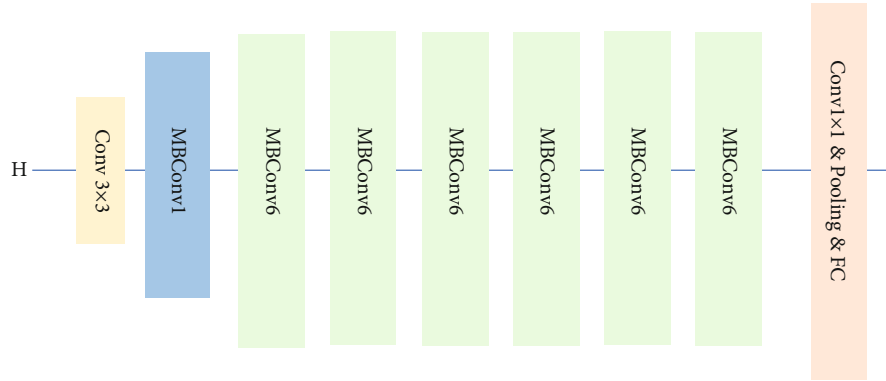 H
Conv 3×3
MBConv1
MBConv6
MBConv6
MBConv6
MBConv6
MBConv6
MBConv6
Conv1×1 & Pooling & FC